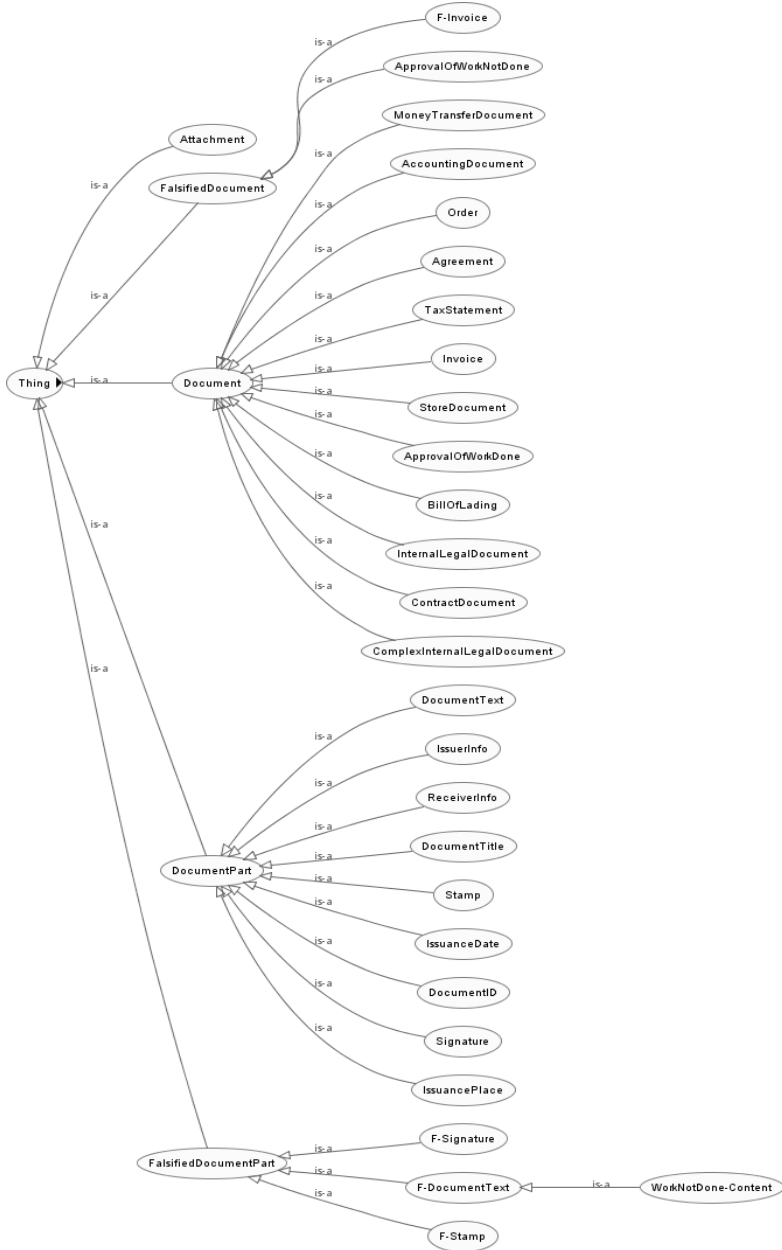 F-Invoice
is-a
ApprovalOfWorkNotDone
is-a
MoneyTransferDocument
Attachment
is-a
AccountingDocument
is-a
FalsifiedDocument
is-a
Order
is-a
Agreement
is-a
is-a
TaxStatement
is-a
Invoice
is-a
Thing
is-a
Document
StoreDocument
is-a
ApprovalOfWorkDone
is-a
BillOfLading
is-a
is-a
InternalLegalDocument
is-a
ContractDocument
is-a
ComplexInternalLegalDocument
is-a
DocumentText
is-a
IssuerInfo
is-a
ReceiverInfo
is-a
DocumentTitle
is-a
DocumentPart
is-a
Stamp
is-a
IssuanceDate
is-a
DocumentID
is-a
Signature
is-a
IssuancePlace
F-Signature
is-a
FalsifiedDocumentPart
is-a
F-DocumentText
is-a
WorkNotDone-Content
is-a
F-Stamp